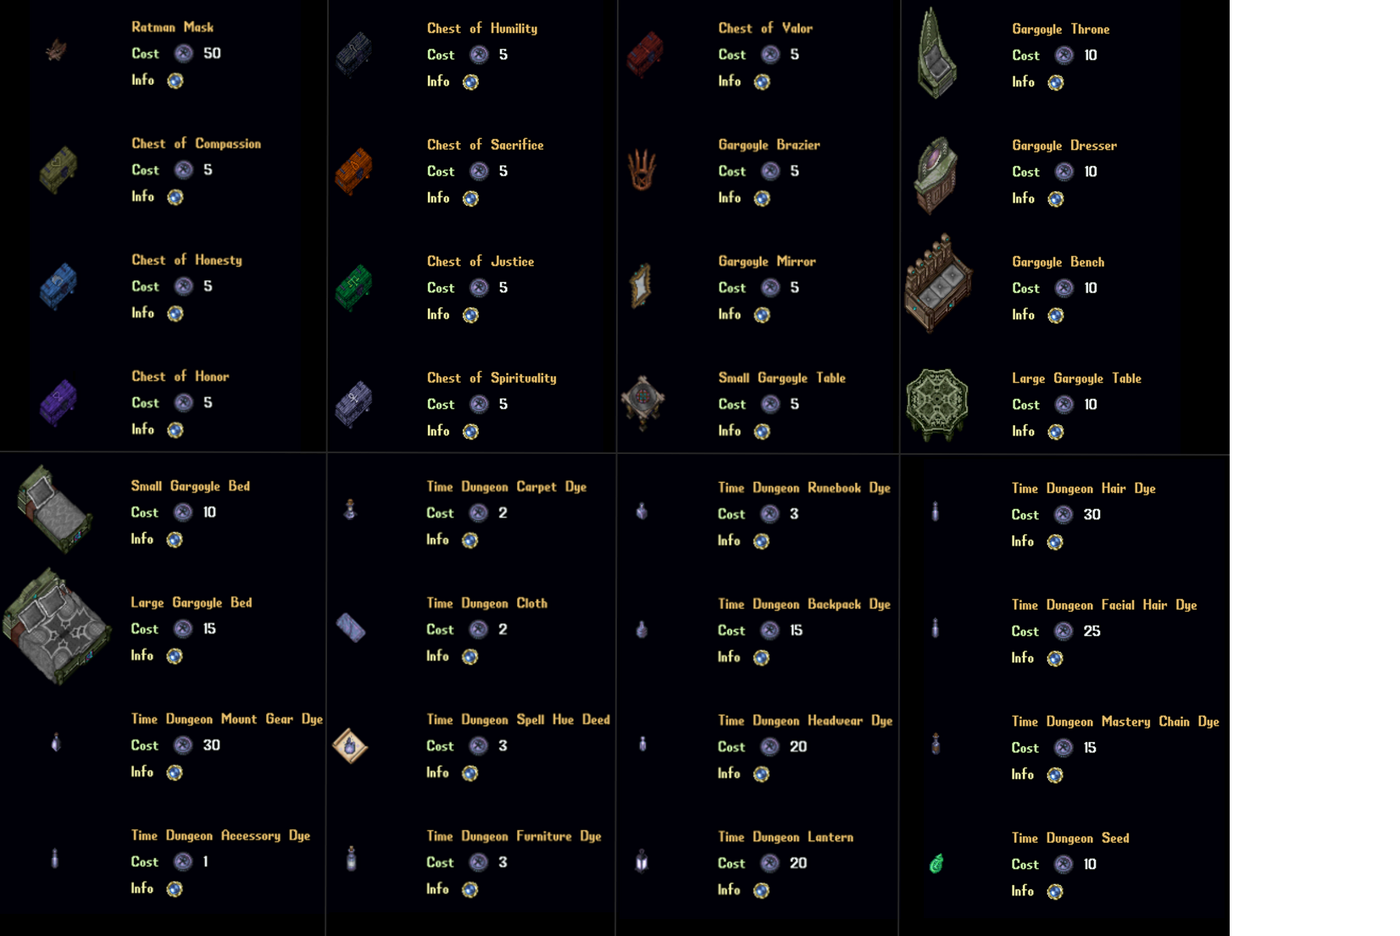 Ratman Mask
Cost 50
Info
Chest of Compassion
Cost 5
Info
Chest of Honesty
Cost 5
Info
Chest of Honor
Cost 5
Info
Chest of Humility
Cost 5
Info
Chest of Sacrifice
Cost 5
Info
Chest of Justice
Cost 5
Info
Chest of Spirituality
Cost 5
Info
Chest of Valor
Cost 5
Info
Gargoyle Brazier
Cost 5
Info
Gargoyle Mirror
Cost 5
Info
Small Gargoyle Table
Cost 5
Info
Gargoyle Throne
Cost 10
Info
Gargoyle Dresser
Cost 10
Info
Gargoyle Bench
Cost 10
Info
Large Gargoyle Table
Cost 10
Info
Small Gargoyle Bed
Cost 10
Info
Large Gargoyle Bed
Cost 15
Info
Time Dungeon Mount Gear Dye
Cost 30
Info
Time Dungeon Accessory Dye
Cost 1
Info
Time Dungeon Carpet Dye
Cost 2
Info
Time Dungeon Cloth
Cost 2
Info
Time Dungeon Spell Hue Deed
Cost 3
Info
Time Dungeon Furniture Dye
Cost 3
Info
Time Dungeon Runebook Dye
Cost 3
Info
Time Dungeon Backpack Dye
Cost 15
Info
Time Dungeon Headwear Dye
Cost 20
Info
Time Dungeon Lantern
Cost 20
Info
Time Dungeon Hair Dye
Cost 30
Info
Time Dungeon Facial Hair Dye
Cost 25
Info
Time Dungeon Mastery Chain Dye
Cost 15
Info
Time Dungeon Seed
Cost 10
Info